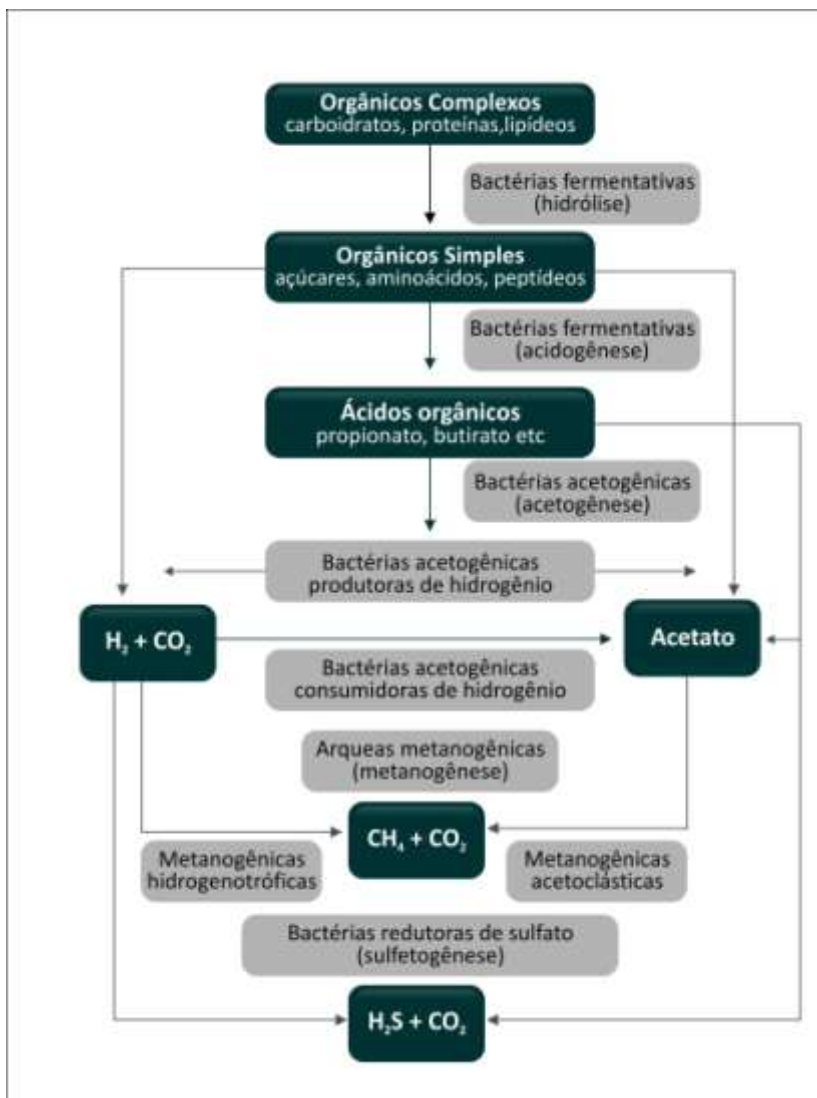 Orgânicos Complexos
carboidratos, proteínas,lipídeos
Bactérias fermentativas
(hidrólise)
Orgânicos Simples
açúcares, aminoácidos, peptídeos
Bactérias fermentativas
(acidogênese)
Ácidos orgânicos
propionato, butirato etc
Bactérias acetogênicas
(acetogênese)
Bactérias acetogênicas
produtoras de hidrogênio
H₂ + CO₂
Acetato
Bactérias acetogênicas
consumidoras de hidrogênio
Arqueas metanogênicas
(metanogênese)
CH₄ + CO₂
Metanogênicas
hidrogenotróficas
Metanogênicas
acetoclásticas
Bactérias redutoras de sulfato
(sulfetogênese)
H₂S + CO₂